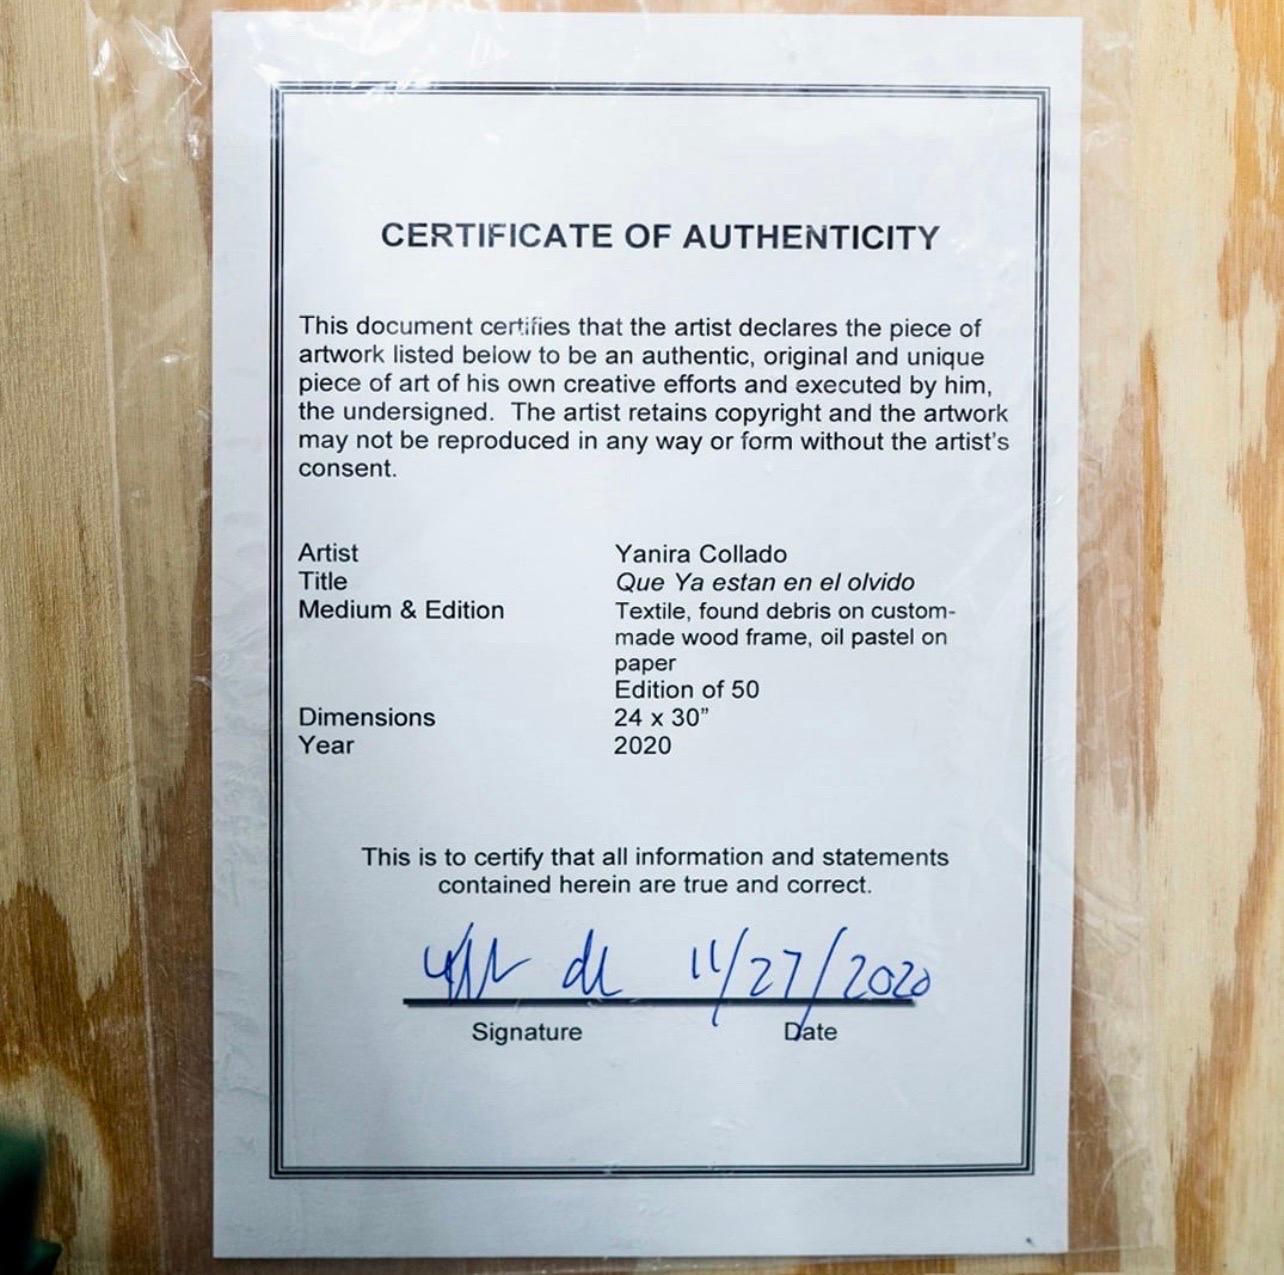 CERTIFICATE OF AUTHENTICITY
This document certifies that the artist declares the piece of
artwork listed below to be an authentic, original and unique
piece of art of his own creative efforts and executed by him,
the undersigned. The artist retains copyright and the artwork
may not be reproduced in any way or form without the artist's
consent.
Artist Yanira Collado
Title Que Ya estan en el olvido
Medium & Edition Textile, found debris on custom-
made wood frame, oil pastel on
paper
Edition of 50
Dimensions 24 x 30”
Year 2020
This is to certify that all information and statements
contained herein are true and correct.
11/27/2020
Signature Date